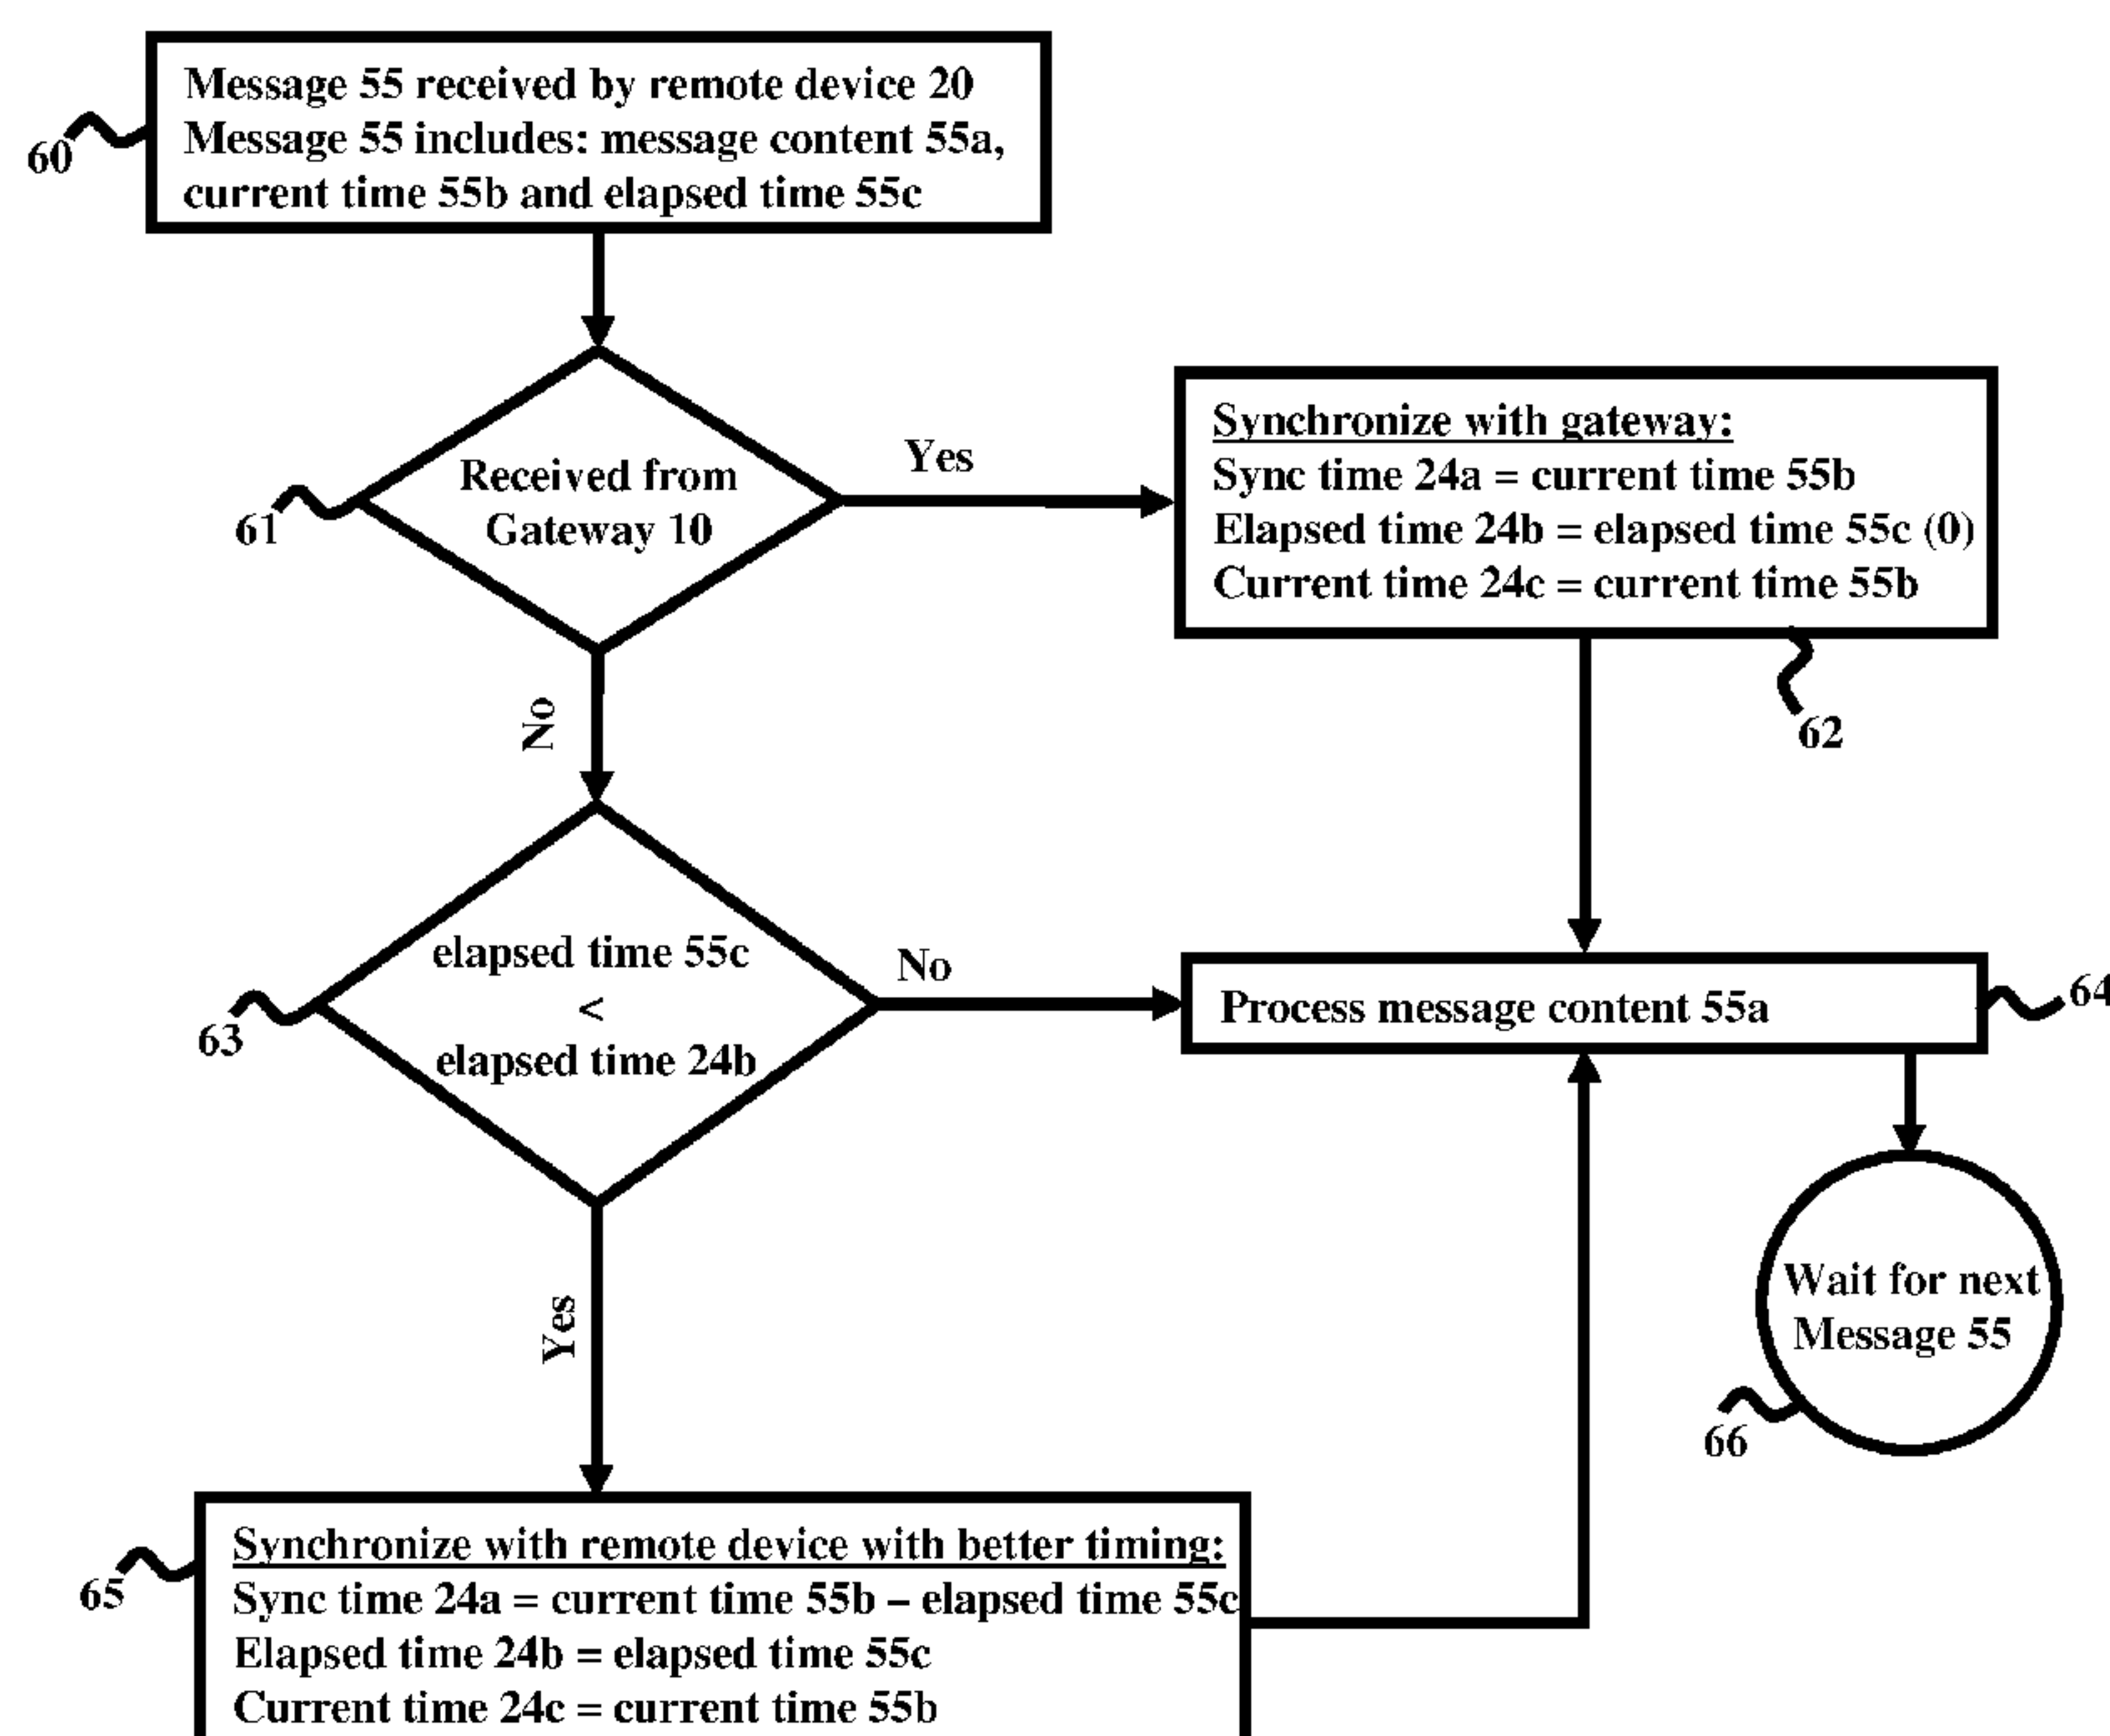 Message 55 received by remote device 20
Message 55 includes: message content 55a,
current time 55b and elapsed time 55c
60
Received from
Gateway 10
61
Yes
Synchronize with gateway:
Sync time 24a = current time 55b
Elapsed time 24b = elapsed time 55c (0)
Current time 24c = current time 55b
62
No
elapsed time 55c
<
elapsed time 24b
63
No
Process message content 55a
64
Yes
Wait for next
Message 55
66
Synchronize with remote device with better timing:
Sync time 24a = current time 55b – elapsed time 55c
Elapsed time 24b = elapsed time 55c
Current time 24c = current time 55b
65